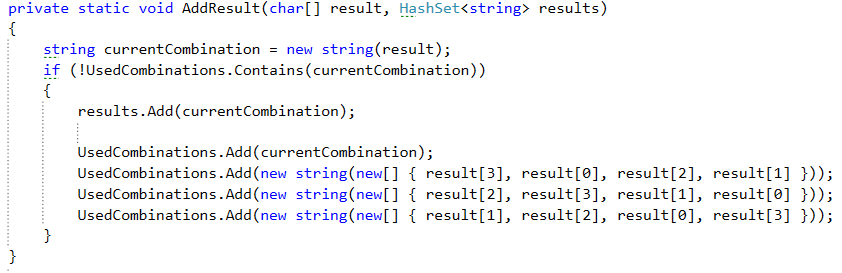 private static void AddResult(char[] result, HashSet<string> results)
{
    string currentCombination = new string(result);
    if (!UsedCombinations.Contains(currentCombination))
    {
        results.Add(currentCombination);

        UsedCombinations.Add(currentCombination);
        UsedCombinations.Add(new string(new[] { result[3], result[0], result[2], result[1] }));
        UsedCombinations.Add(new string(new[] { result[2], result[3], result[1], result[0] }));
        UsedCombinations.Add(new string(new[] { result[1], result[2], result[0], result[3] }));
    }
}